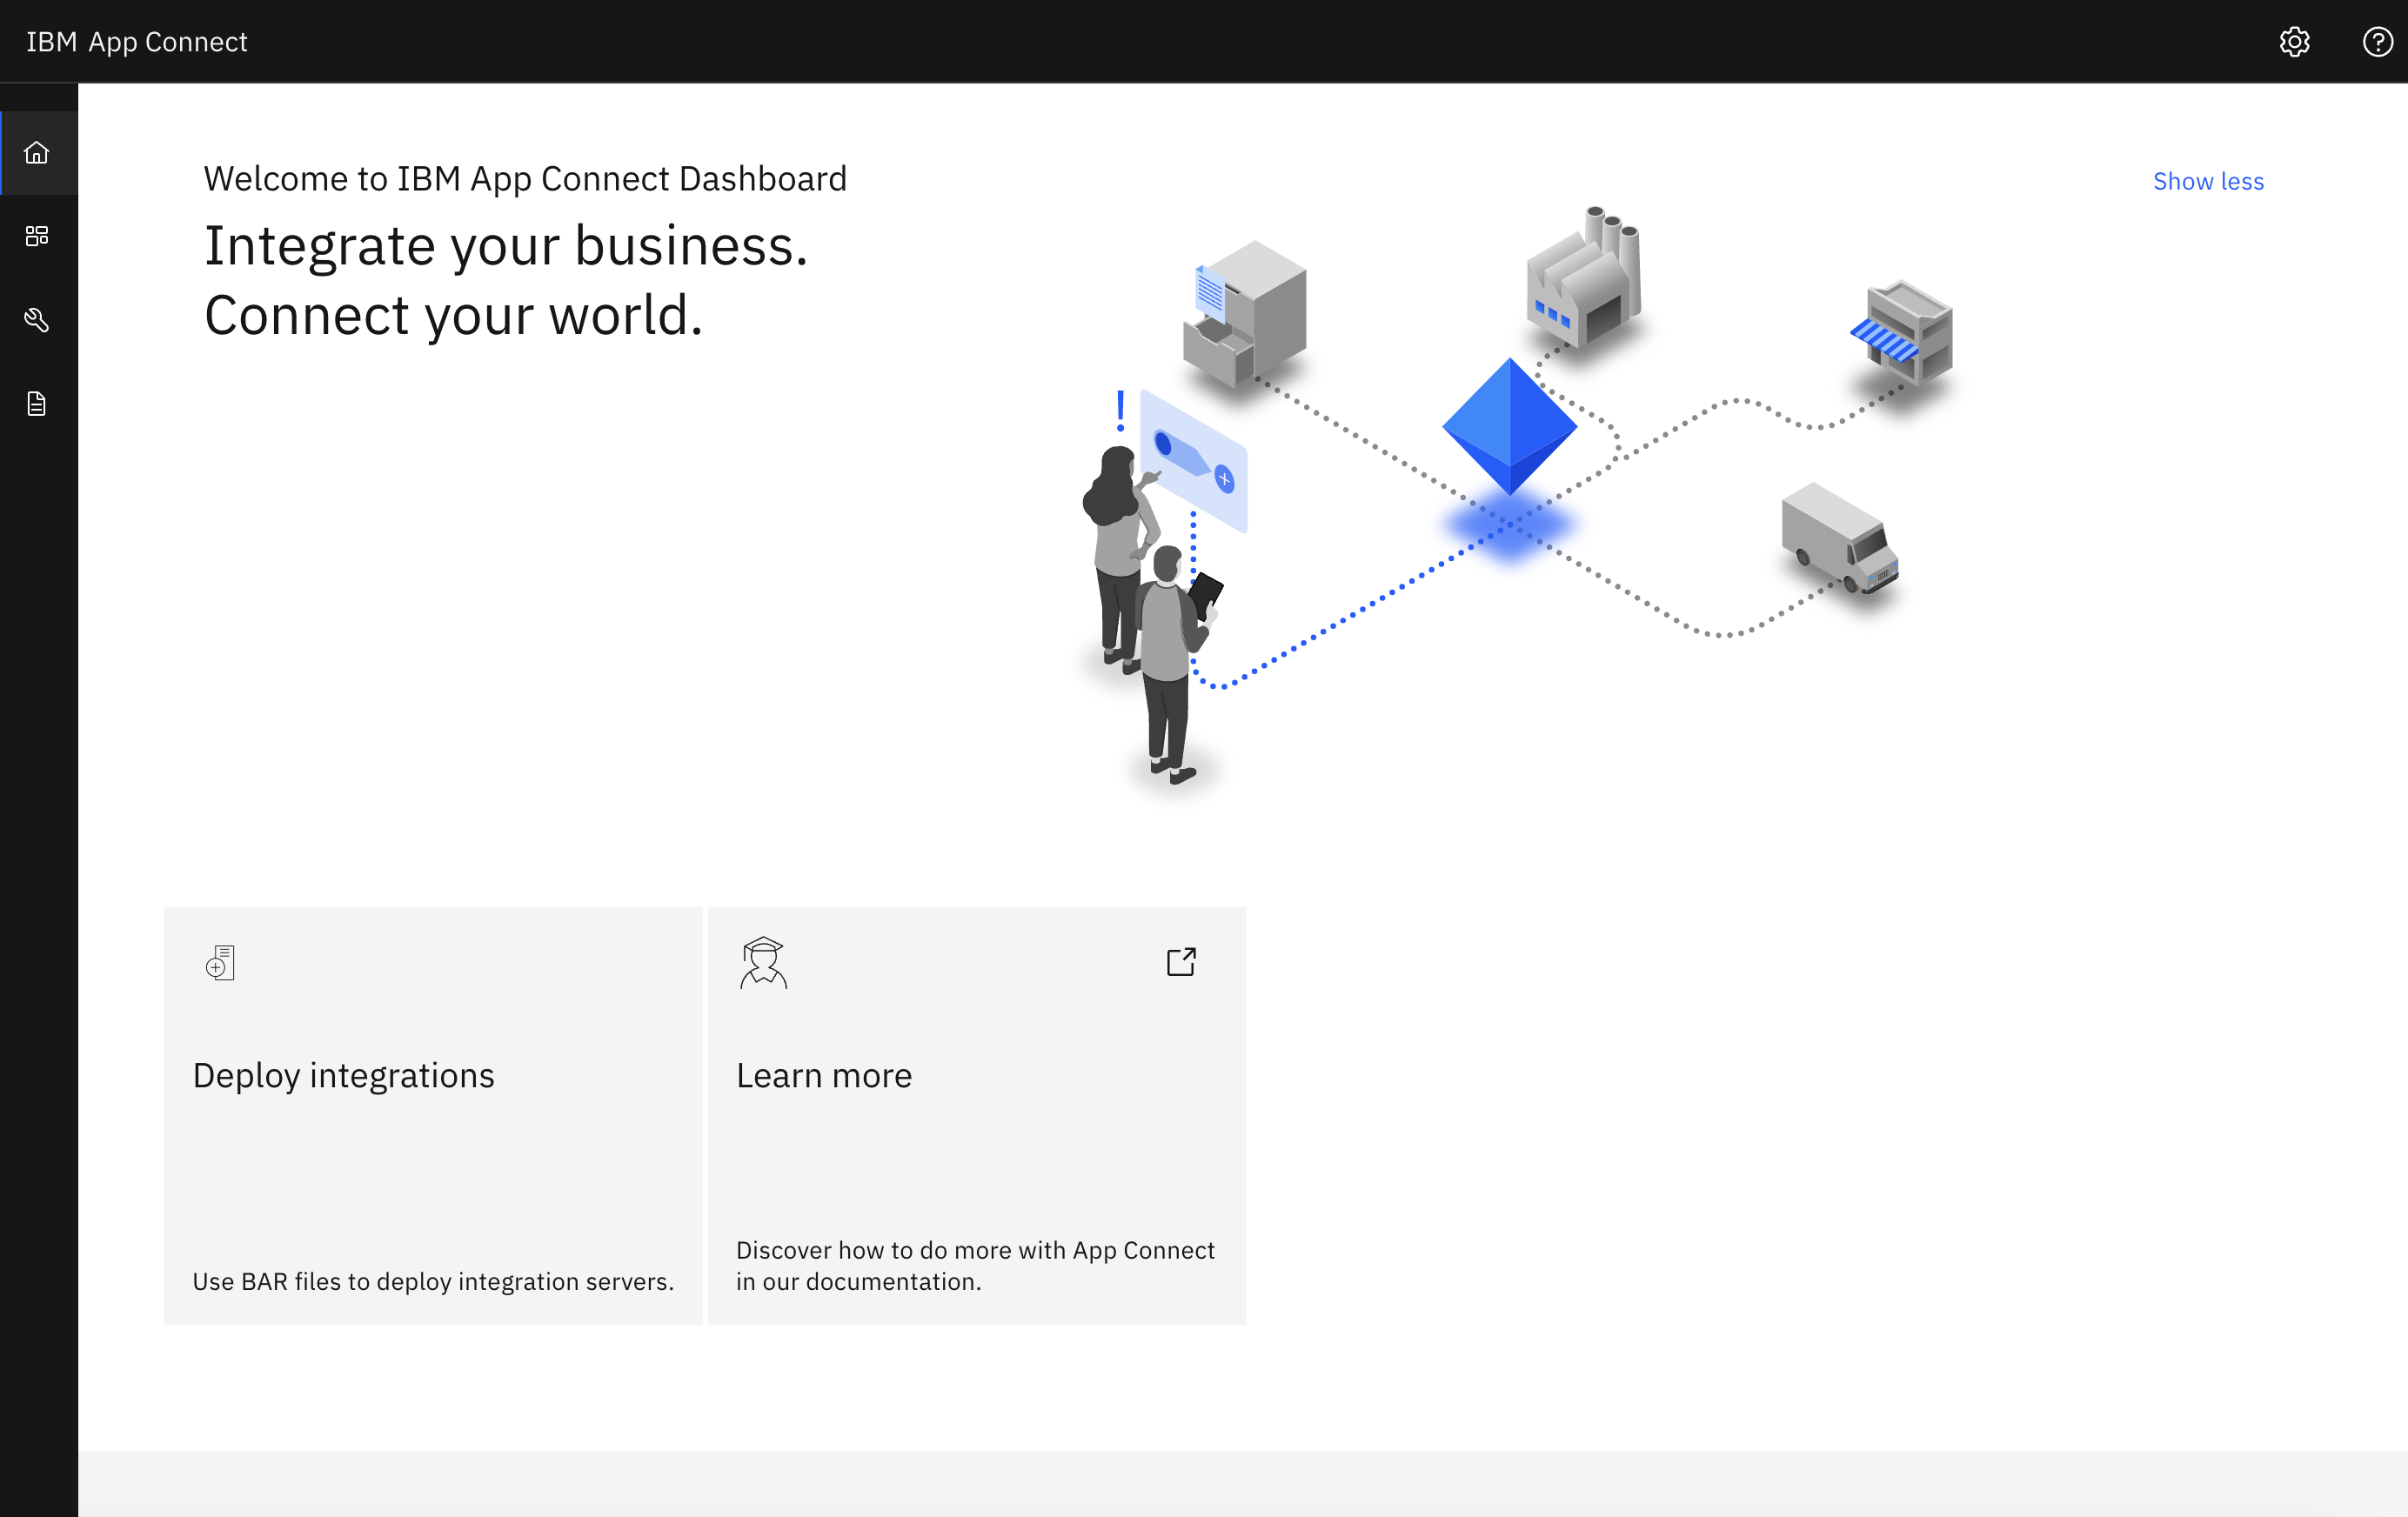 IBM App Connect
Welcome to IBM App Connect Dashboard
Show less
Integrate your business.
Connect your world.
!
Deploy integrations
Use BAR files to deploy integration servers.
Learn more
Discover how to do more with App Connect
in our documentation.